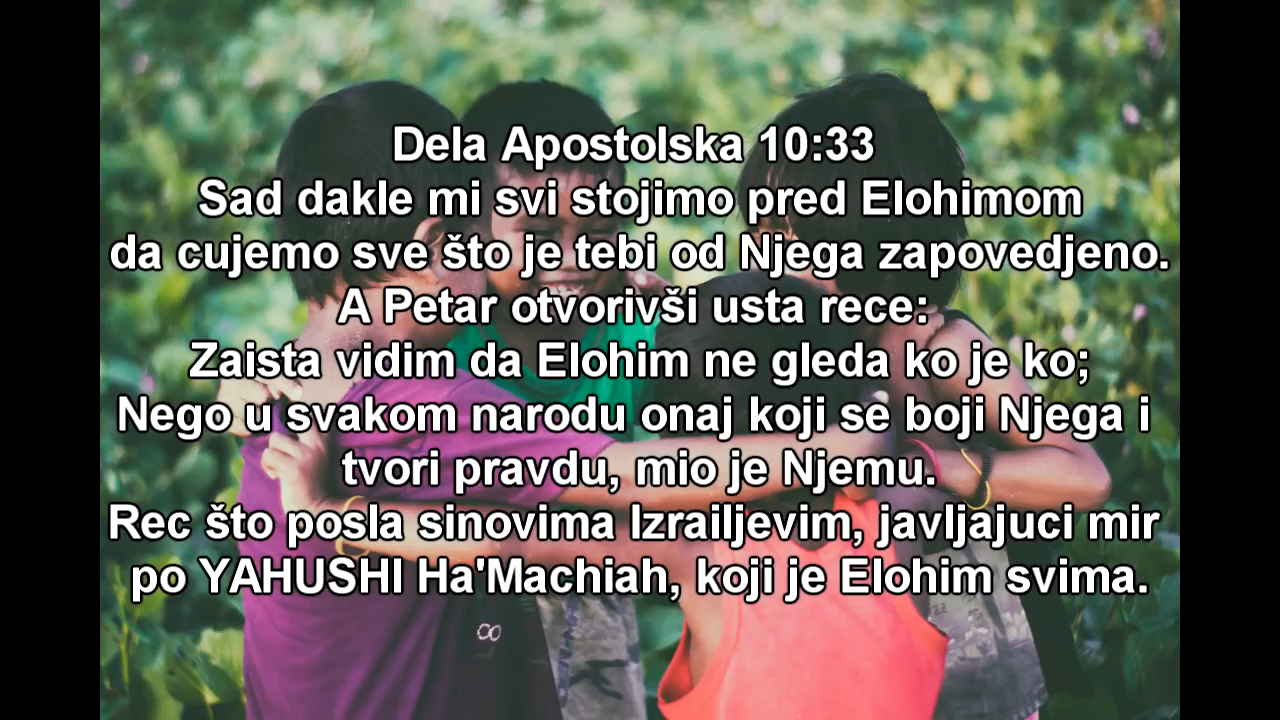 Dela Apostolska 10:33
Sad dakle mi svi stojimo pred Elohimom
da cujemo sve što je tebi od Njega zapovedjeno.
A Petar otvorivši usta rece:
Zaista vidim da Elohim ne gleda ko je ko;
Nego u svakom narodu onaj koji se boji Njega i
tvori pravdu, mio je Njemu.
Rec što posla sinovima Izrailjevim, javljajuci mir
po YAHUSHI Ha'Machiah, koji je Elohim svima.